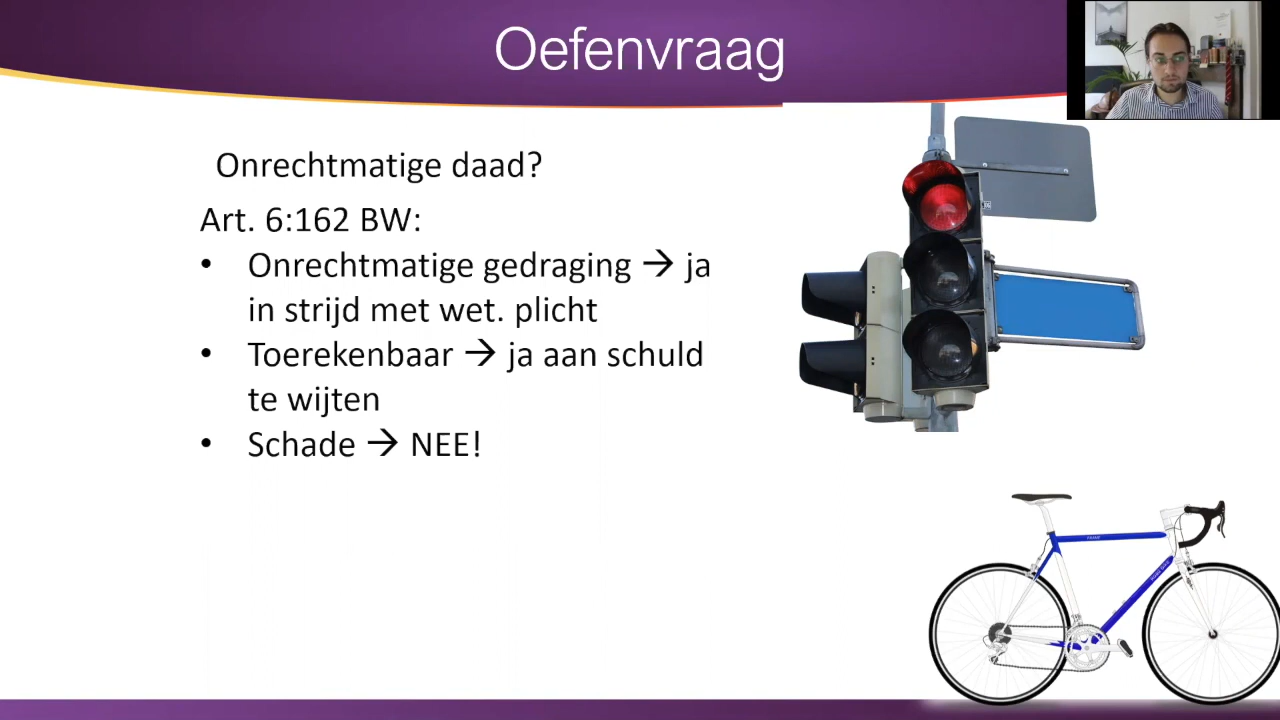 Oefenvraag
Onrechtmatige daad?
Art. 6:162 BW:
• Onrechtmatige gedraging → ja
in strijd met wet. plicht
• Toerekenbaar → ja aan schuld
te wijten
• Schade → NEE!